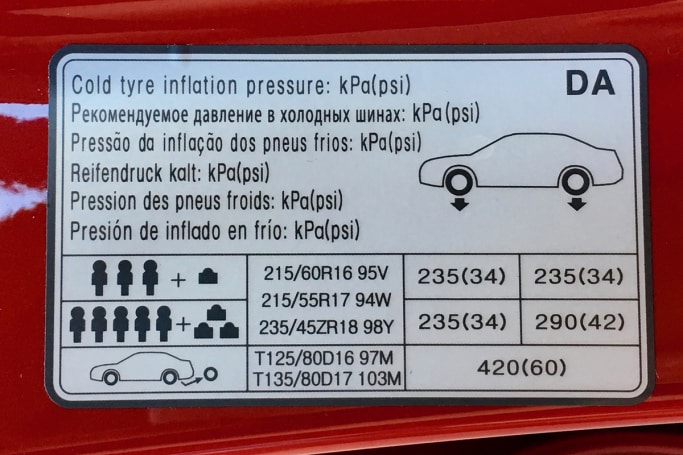 Cold tyre inflation pressure: kPa(psi) DA
Рекомендуемое давление в холодных шинах: kPa(psi)
Pressão da inflação dos pneus frios: kPa(psi)
Reifendruck kalt: kPa(psi)
Pression des pneus froids: kPa(psi)
Presión de inflado en frío: kPa(psi)
+ 215/60R16 95V 235(34) 235(34)
215/55R17 94W
+ 235/45ZR18 98Y 235(34) 290(42)
T125/80D16 97M 420(60)
T135/80D17 103M